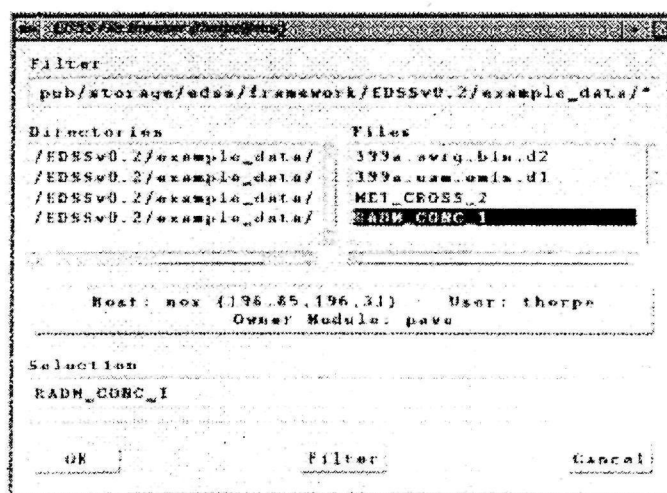 Filter
pub/storage/edss/framework/EDSSv0.2/example_data/*
Directories
/EDSSv0.2/example_data/
/EDSSv0.2/example_data/
/EDSSv0.2/example_data/
/EDSSv0.2/example_data/
Files
399a.avrg.bin.d2
399a.uam.emis.d1
MET_CROSS_2
RADM_CONC_1
Host: nox (196.85.196.31) User: thorpe
Owner Module: pave
Selection
RADM_CONC_1
OK Filter Cancel